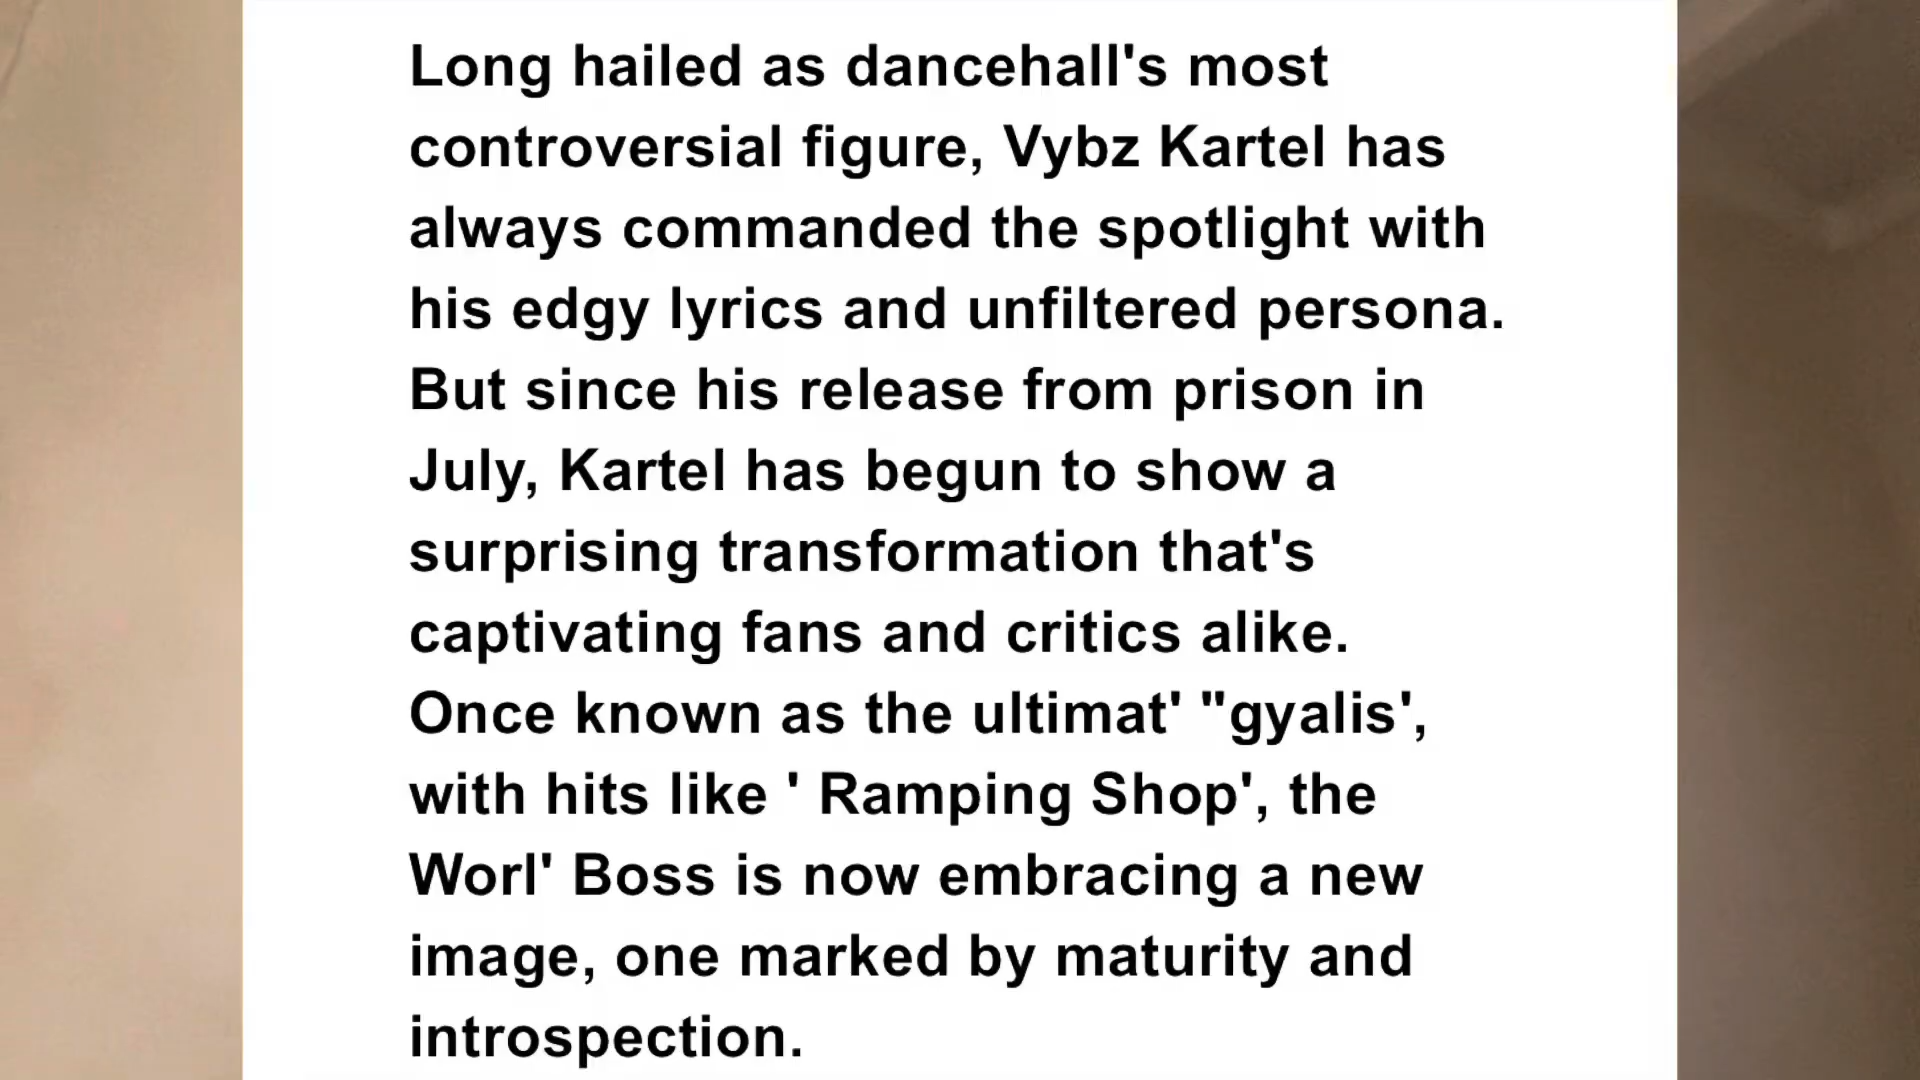 Long hailed as dancehall's most
controversial figure, Vybz Kartel has
always commanded the spotlight with
his edgy lyrics and unfiltered persona.
But since his release from prison in
July, Kartel has begun to show a
surprising transformation that's
captivating fans and critics alike.
Once known as the ultimat' "gyalis',
with hits like ' Ramping Shop', the
Worl' Boss is now embracing a new
image, one marked by maturity and
introspection.